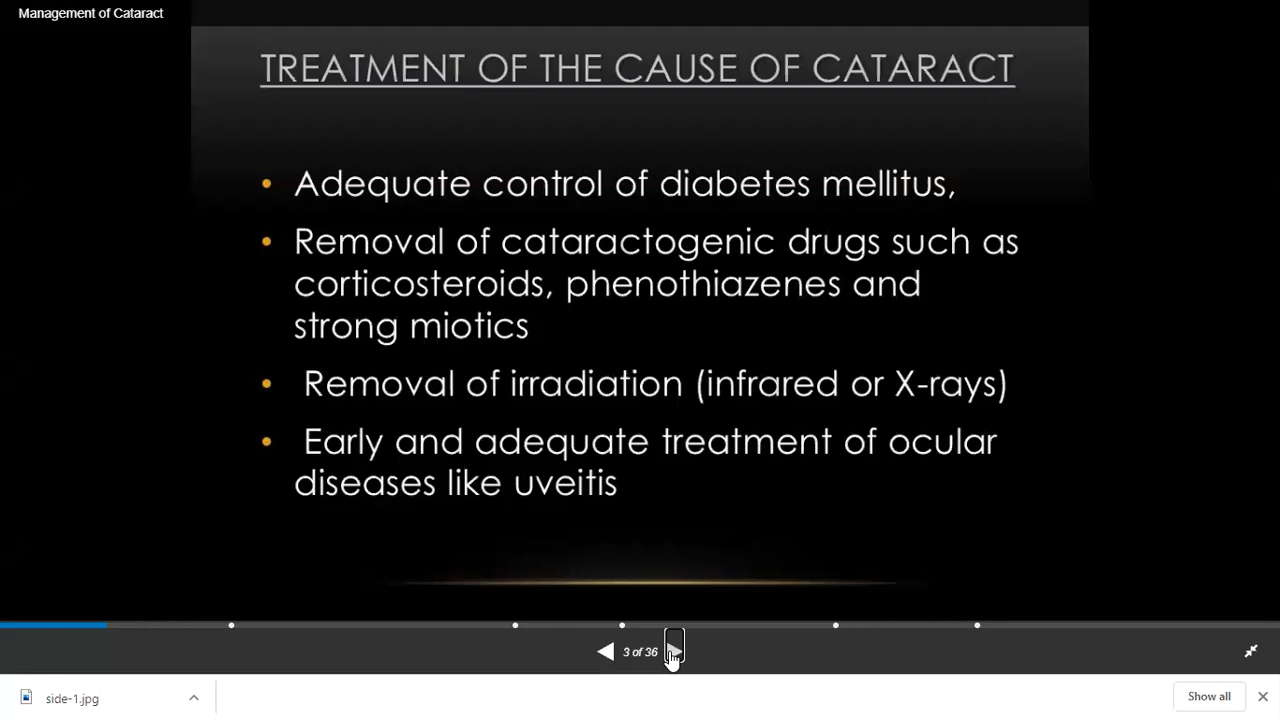 Management of Cataract
TREATMENT OF THE CAUSE OF CATARACT
• Adequate control of diabetes mellitus,
• Removal of cataractogenic drugs such as
corticosteroids, phenothiazenes and
strong miotics
• Removal of irradiation (infrared or X-rays)
• Early and adequate treatment of ocular
diseases like uveitis
3 of 36
side-1.jpg
Show all